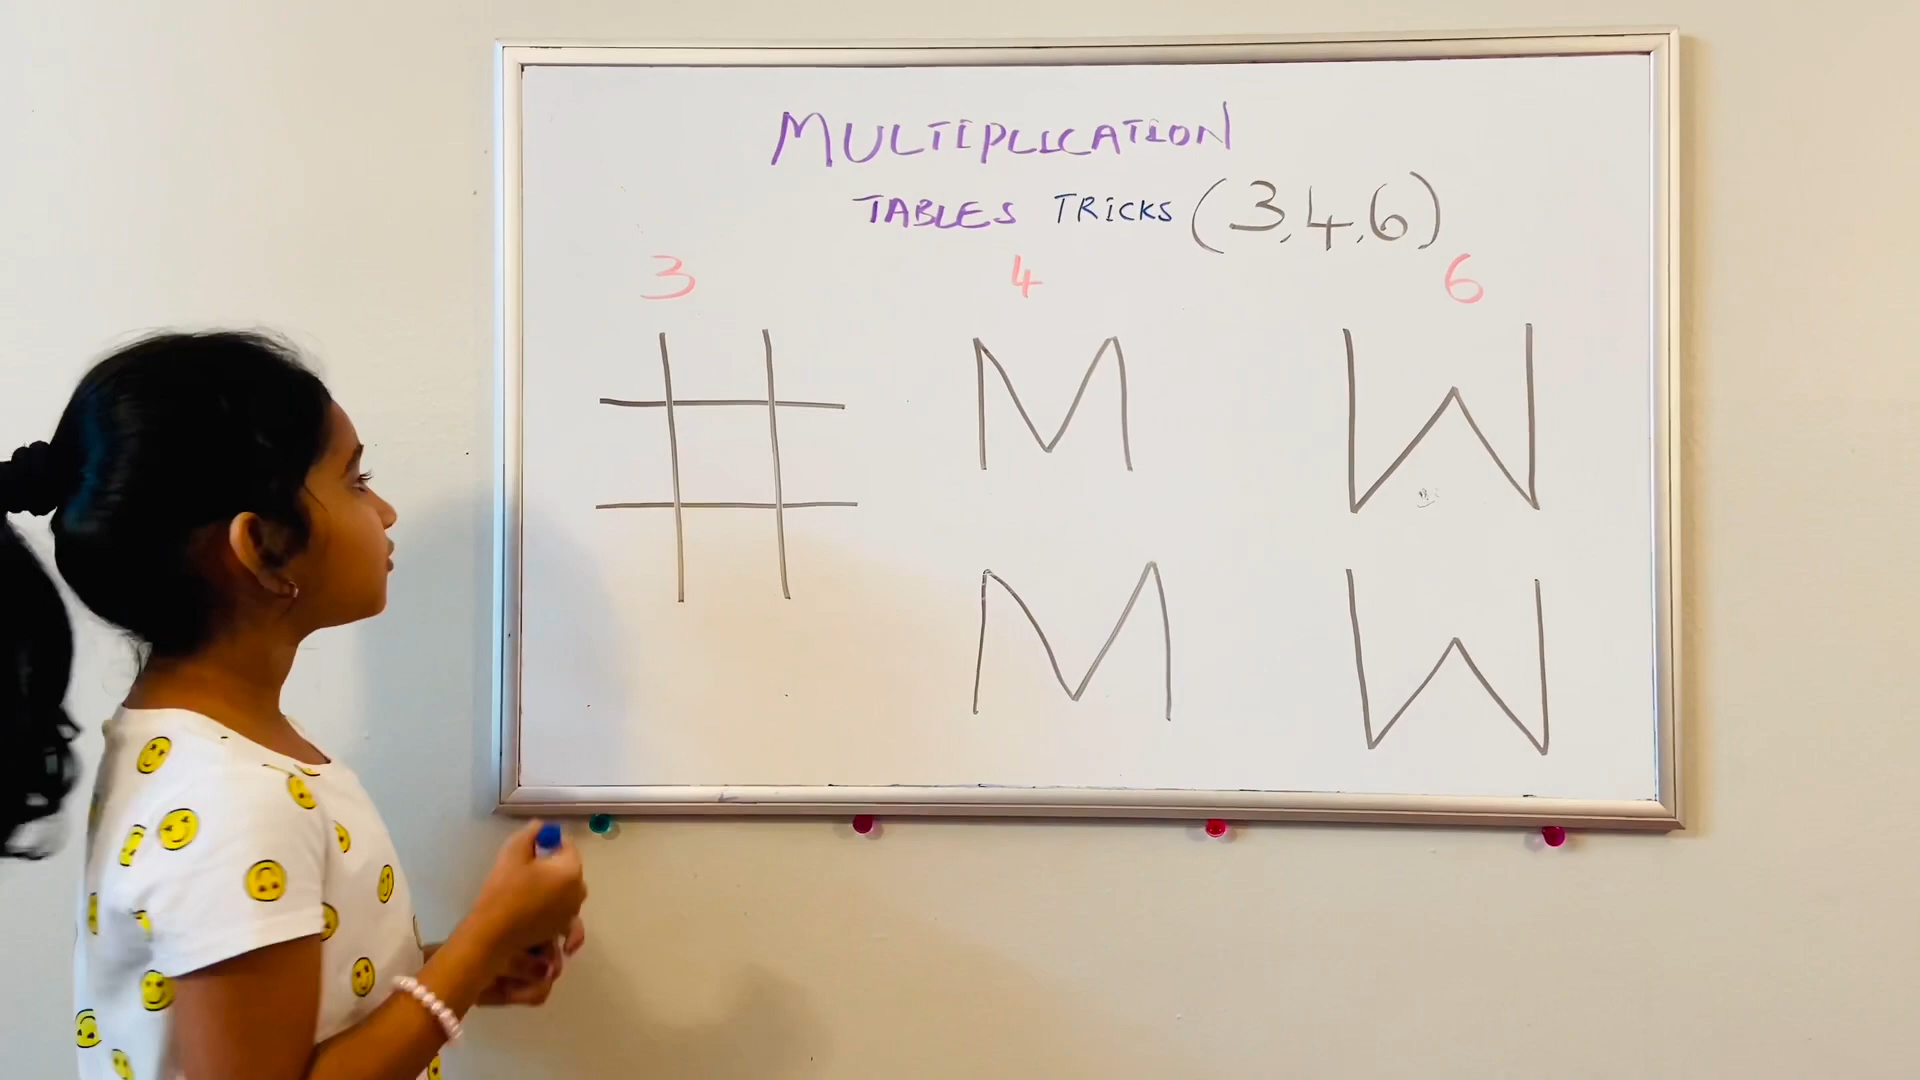 MULTIPLICATION
TABLES TRICKS (3,4,6)
3 4 6
M W
M W